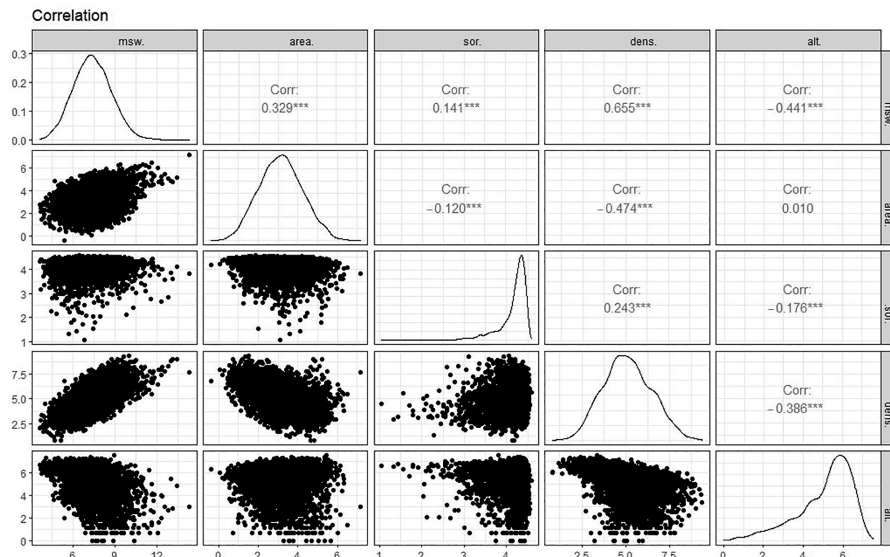 Correlation
msw. area. sor. dens. alt.
0.3
0.2
0.1
0.0
Corr:
0.329***
Corr:
0.141***
Corr:
0.655***
Corr:
−0.441***
msw.
6
4
2
0
Corr:
−0.120***
Corr:
−0.474***
Corr:
0.010
area.
4
3
2
1
Corr:
0.243***
Corr:
−0.176***
sor.
7.5
5.0
2.5
Corr:
−0.386***
dens.
6
4
2
0
alt.
6 9 12 0 2 4 6 1 2 3 4 2.5 5.0 7.5 0 2 4 6